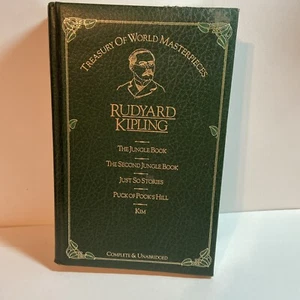 TREASURY OF WORLD MASTERPIECES
RUDYARD
KIPLING
THE JUNGLE BOOK
THE SECOND JUNGLE BOOK
JUST SO STORIES
PUCK OF POOK'S HILL
KIM
COMPLETE & UNABRIDGED